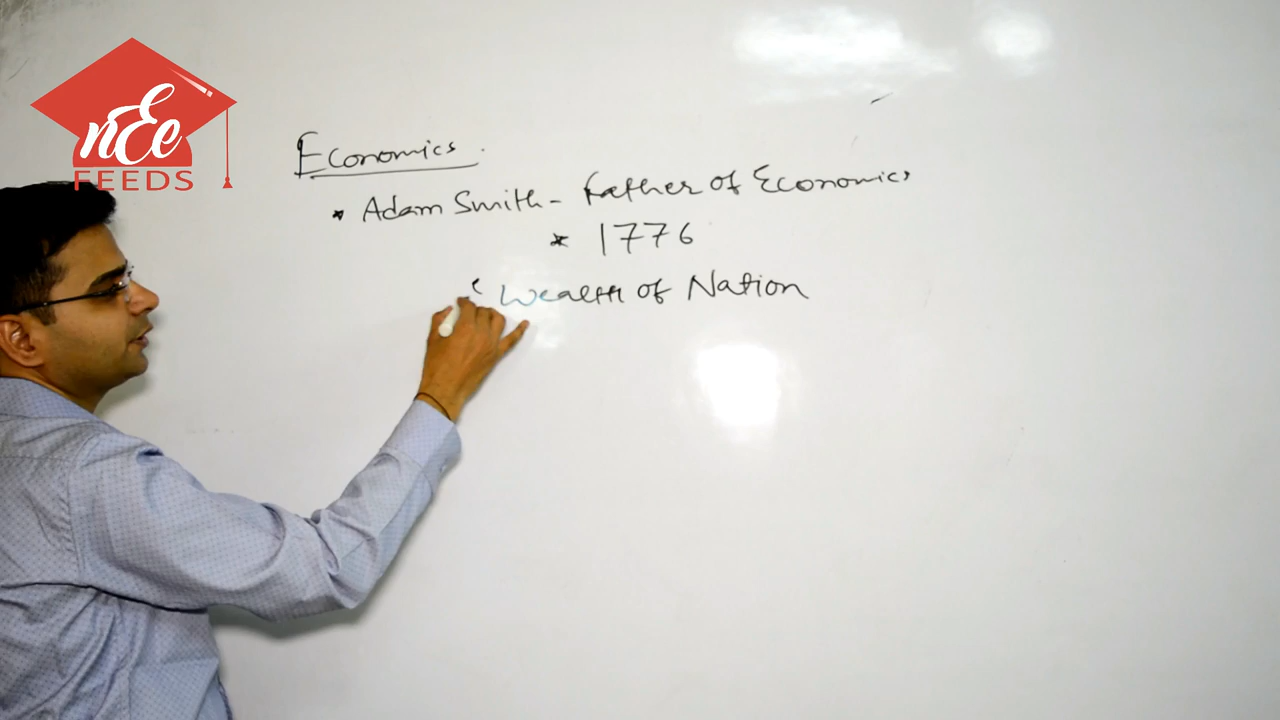 nEe
FEEDS
Economics.
* Adam Smith - Father of Economics
* 1776
‘Wealth of Nation